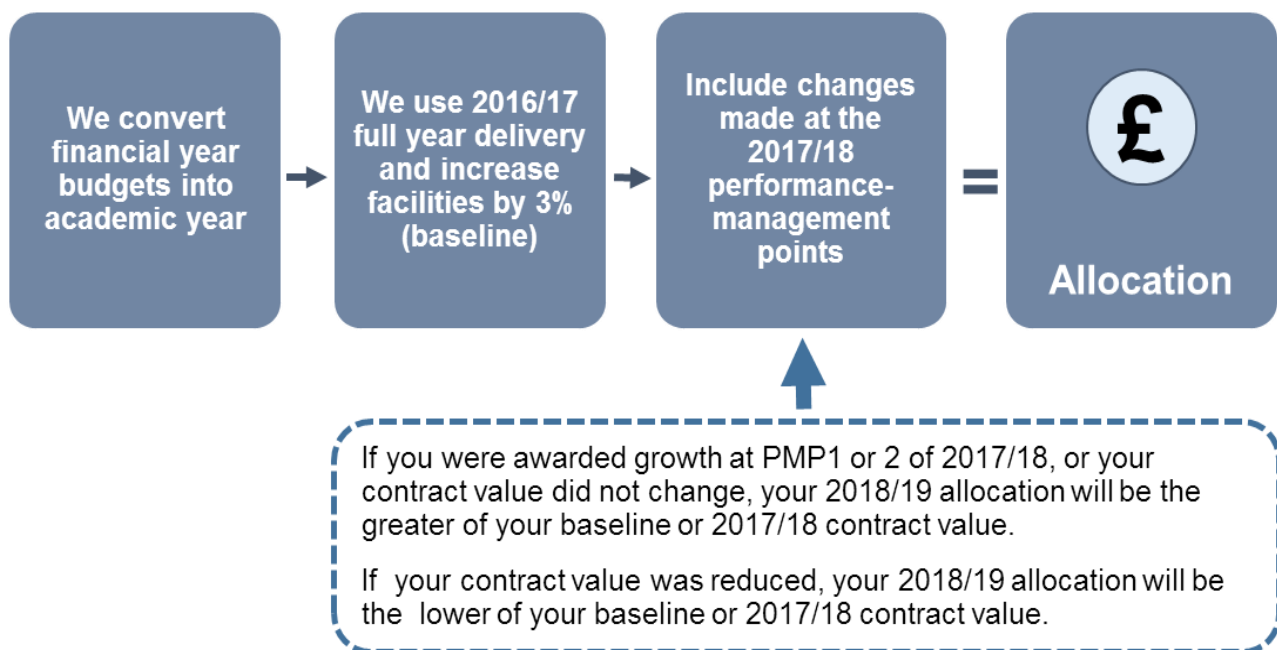 We convert
financial year
budgets into
academic year
We use 2016/17
full year delivery
and increase
facilities by 3%
(baseline)
Include changes
made at the
2017/18
performance-
management
points
=
£
Allocation
If you were awarded growth at PMP1 or 2 of 2017/18, or your
contract value did not change, your 2018/19 allocation will be the
greater of your baseline or 2017/18 contract value.
If your contract value was reduced, your 2018/19 allocation will be
the lower of your baseline or 2017/18 contract value.